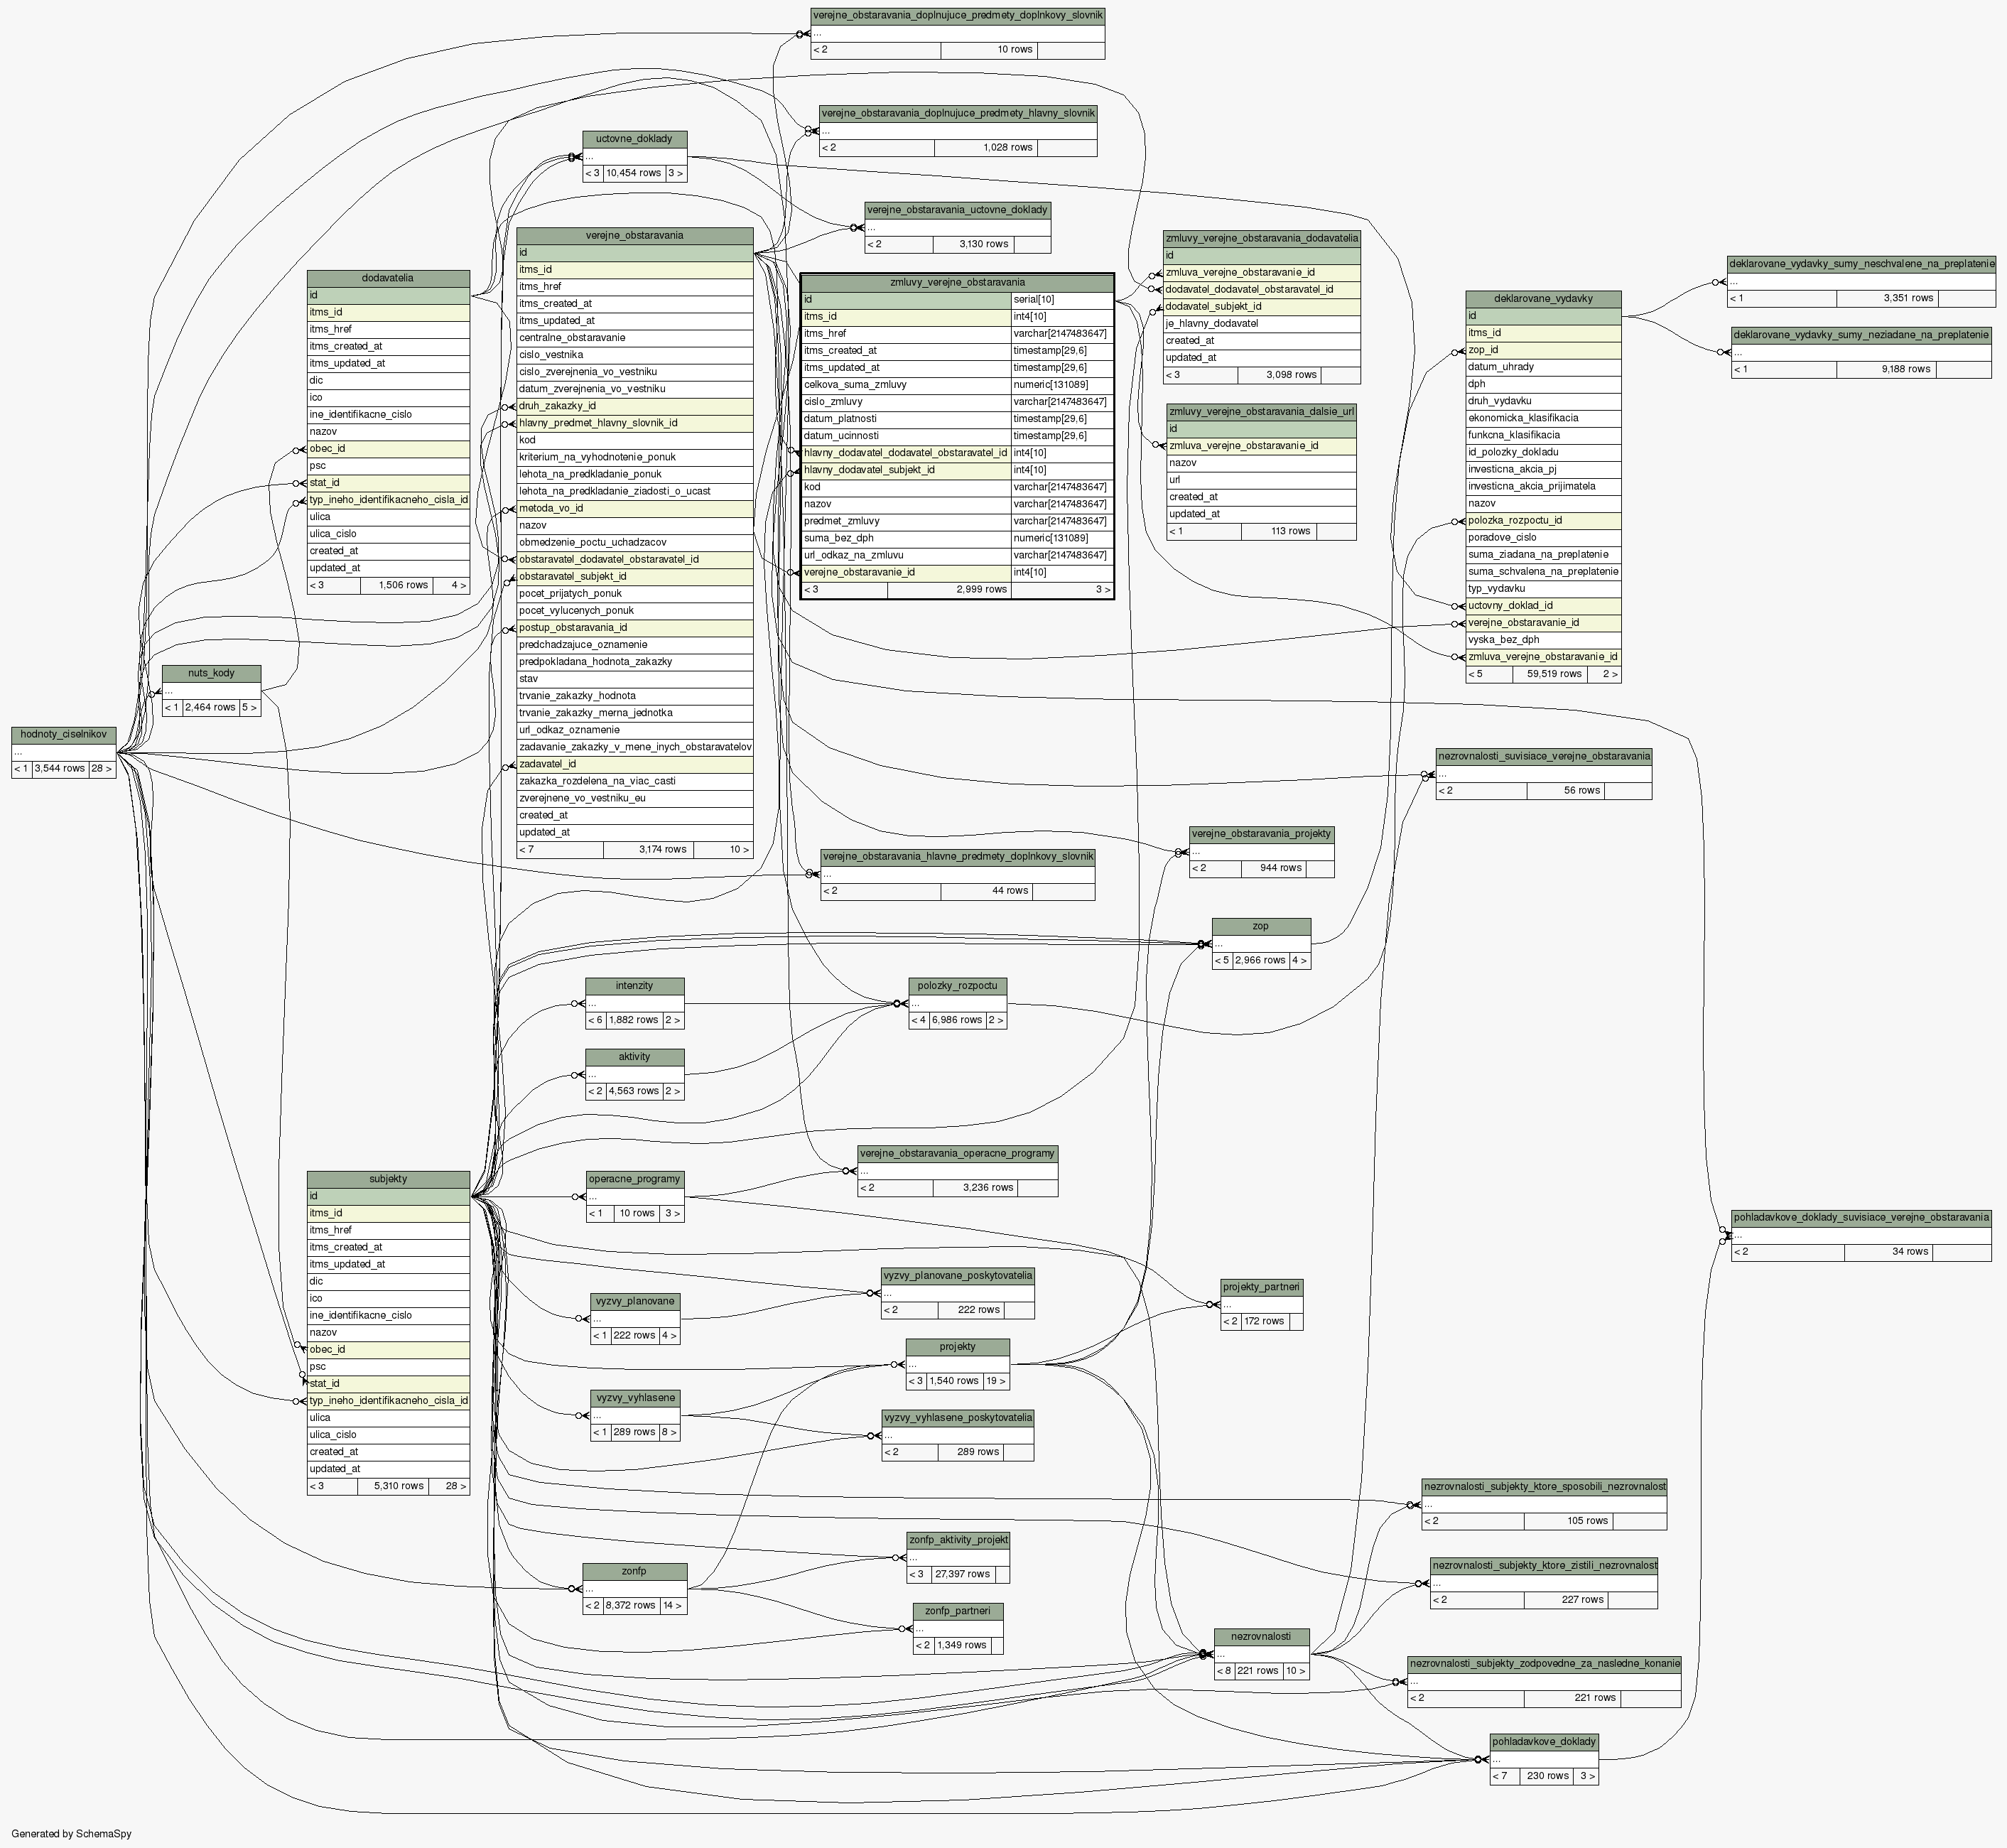 verejne_obstaravania_doplnujuce_predmety_doplnkovy_slovnik
...
< 2 10 rows
verejne_obstaravania_doplnujuce_predmety_hlavny_slovnik
...
< 2 1,028 rows
uctovne_doklady
...
< 3 10,454 rows 3 >
verejne_obstaravania_uctovne_doklady
...
< 2 3,130 rows
verejne_obstaravania
id
itms_id
itms_href
itms_created_at
itms_updated_at
centralne_obstaravanie
cislo_vestnika
cislo_zverejnenia_vo_vestniku
datum_zverejnenia_vo_vestniku
druh_zakazky_id
hlavny_predmet_hlavny_slovnik_id
kod
kriterium_na_vyhodnotenie_ponuk
lehota_na_predkladanie_ponuk
lehota_na_predkladanie_ziadosti_o_ucast
metoda_vo_id
nazov
obmedzenie_poctu_uchadzacov
obstaravatel_dodavatel_obstaravatel_id
obstaravatel_subjekt_id
pocet_prijatych_ponuk
pocet_vylucenych_ponuk
postup_obstaravania_id
predchadzajuce_oznamenie
predpokladana_hodnota_zakazky
stav
trvanie_zakazky_hodnota
trvanie_zakazky_merna_jednotka
url_odkaz_oznamenie
zadavanie_zakazky_v_mene_inych_obstaravatelov
zadavatel_id
zakazka_rozdelena_na_viac_casti
zverejnene_vo_vestniku_eu
created_at
updated_at
< 7 3,174 rows 10 >
zmluvy_verejne_obstaravania_dodavatelia
id
zmluva_verejne_obstaravanie_id
dodavatel_dodavatel_obstaravatel_id
dodavatel_subjekt_id
je_hlavny_dodavatel
created_at
updated_at
< 3 3,098 rows
deklarovane_vydavky_sumy_neschvalene_na_preplatenie
...
< 1 3,351 rows
dodavatelia
id
itms_id
itms_href
itms_created_at
itms_updated_at
dic
ico
ine_identifikacne_cislo
nazov
obec_id
psc
stat_id
typ_ineho_identifikacneho_cisla_id
ulica
ulica_cislo
created_at
updated_at
< 3 1,506 rows 4 >
zmluvy_verejne_obstaravania
id serial[10]
itms_id int4[10]
itms_href varchar[2147483647]
itms_created_at timestamp[29,6]
itms_updated_at timestamp[29,6]
celkova_suma_zmluvy numeric[131089]
cislo_zmluvy varchar[2147483647]
datum_platnosti timestamp[29,6]
datum_ucinnosti timestamp[29,6]
hlavny_dodavatel_dodavatel_obstaravatel_id int4[10]
hlavny_dodavatel_subjekt_id int4[10]
kod varchar[2147483647]
nazov varchar[2147483647]
predmet_zmluvy varchar[2147483647]
suma_bez_dph numeric[131089]
url_odkaz_na_zmluvu varchar[2147483647]
verejne_obstaravanie_id int4[10]
< 3 2,999 rows 3 >
deklarovane_vydavky
id
itms_id
zop_id
datum_uhrady
dph
druh_vydavku
ekonomicka_klasifikacia
funkcna_klasifikacia
id_polozky_dokladu
investicna_akcia_pj
investicna_akcia_prijimatela
nazov
polozka_rozpoctu_id
poradove_cislo
suma_ziadana_na_preplatenie
suma_schvalena_na_preplatenie
typ_vydavku
uctovny_doklad_id
verejne_obstaravanie_id
vyska_bez_dph
zmluva_verejne_obstaravanie_id
< 5 59,519 rows 2 >
deklarovane_vydavky_sumy_neziadane_na_preplatenie
...
< 1 9,188 rows
zmluvy_verejne_obstaravania_dalsie_url
id
zmluva_verejne_obstaravanie_id
nazov
url
created_at
updated_at
< 1 113 rows
nuts_kody
...
< 1 2,464 rows 5 >
hodnoty_ciselnikov
...
< 1 3,544 rows 28 >
nezrovnalosti_suvisiace_verejne_obstaravania
...
< 2 56 rows
verejne_obstaravania_projekty
...
< 2 944 rows
verejne_obstaravania_hlavne_predmety_doplnkovy_slovnik
...
< 2 44 rows
zop
...
< 5 2,966 rows 4 >
intenzity
...
< 6 1,882 rows 2 >
polozky_rozpoctu
...
< 4 6,986 rows 2 >
aktivity
...
< 2 4,563 rows 2 >
verejne_obstaravania_operacne_programy
...
< 2 3,236 rows
subjekty
id
itms_id
itms_href
itms_created_at
itms_updated_at
dic
ico
ine_identifikacne_cislo
nazov
obec_id
psc
stat_id
typ_ineho_identifikacneho_cisla_id
ulica
ulica_cislo
created_at
updated_at
< 3 5,310 rows 28 >
operacne_programy
...
< 1 10 rows 3 >
pohladavkove_doklady_suvisiace_verejne_obstaravania
...
< 2 34 rows
vyzvy_planovane_poskytovatelia
...
< 2 222 rows
projekty_partneri
...
< 2 172 rows
vyzvy_planovane
...
< 1 222 rows 4 >
projekty
...
< 3 1,540 rows 19 >
vyzvy_vyhlasene
...
< 1 289 rows 8 >
vyzvy_vyhlasene_poskytovatelia
...
< 2 289 rows
nezrovnalosti_subjekty_ktore_sposobili_nezrovnalost
...
< 2 105 rows
zonfp_aktivity_projekt
...
< 3 27,397 rows
nezrovnalosti_subjekty_ktore_zistili_nezrovnalost
...
< 2 227 rows
zonfp
...
< 2 8,372 rows 14 >
zonfp_partneri
...
< 2 1,349 rows
nezrovnalosti
...
< 8 221 rows 10 >
nezrovnalosti_subjekty_zodpovedne_za_nasledne_konanie
...
< 2 221 rows
pohladavkove_doklady
...
< 7 230 rows 3 >
Generated by SchemaSpy